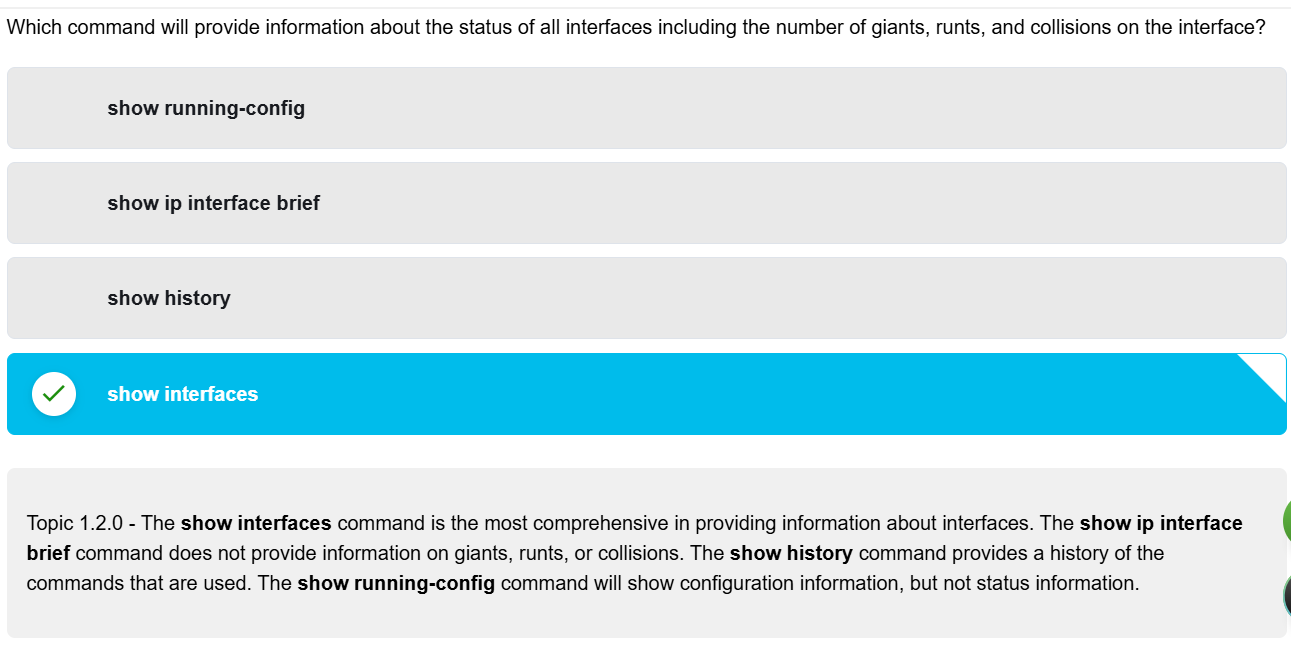 Which command will provide information about the status of all interfaces including the number of giants, runts, and collisions on the interface?
show running-config
show ip interface brief
show history
show interfaces
Topic 1.2.0 - The show interfaces command is the most comprehensive in providing information about interfaces. The show ip interface
brief command does not provide information on giants, runts, or collisions. The show history command provides a history of the
commands that are used. The show running-config command will show configuration information, but not status information.